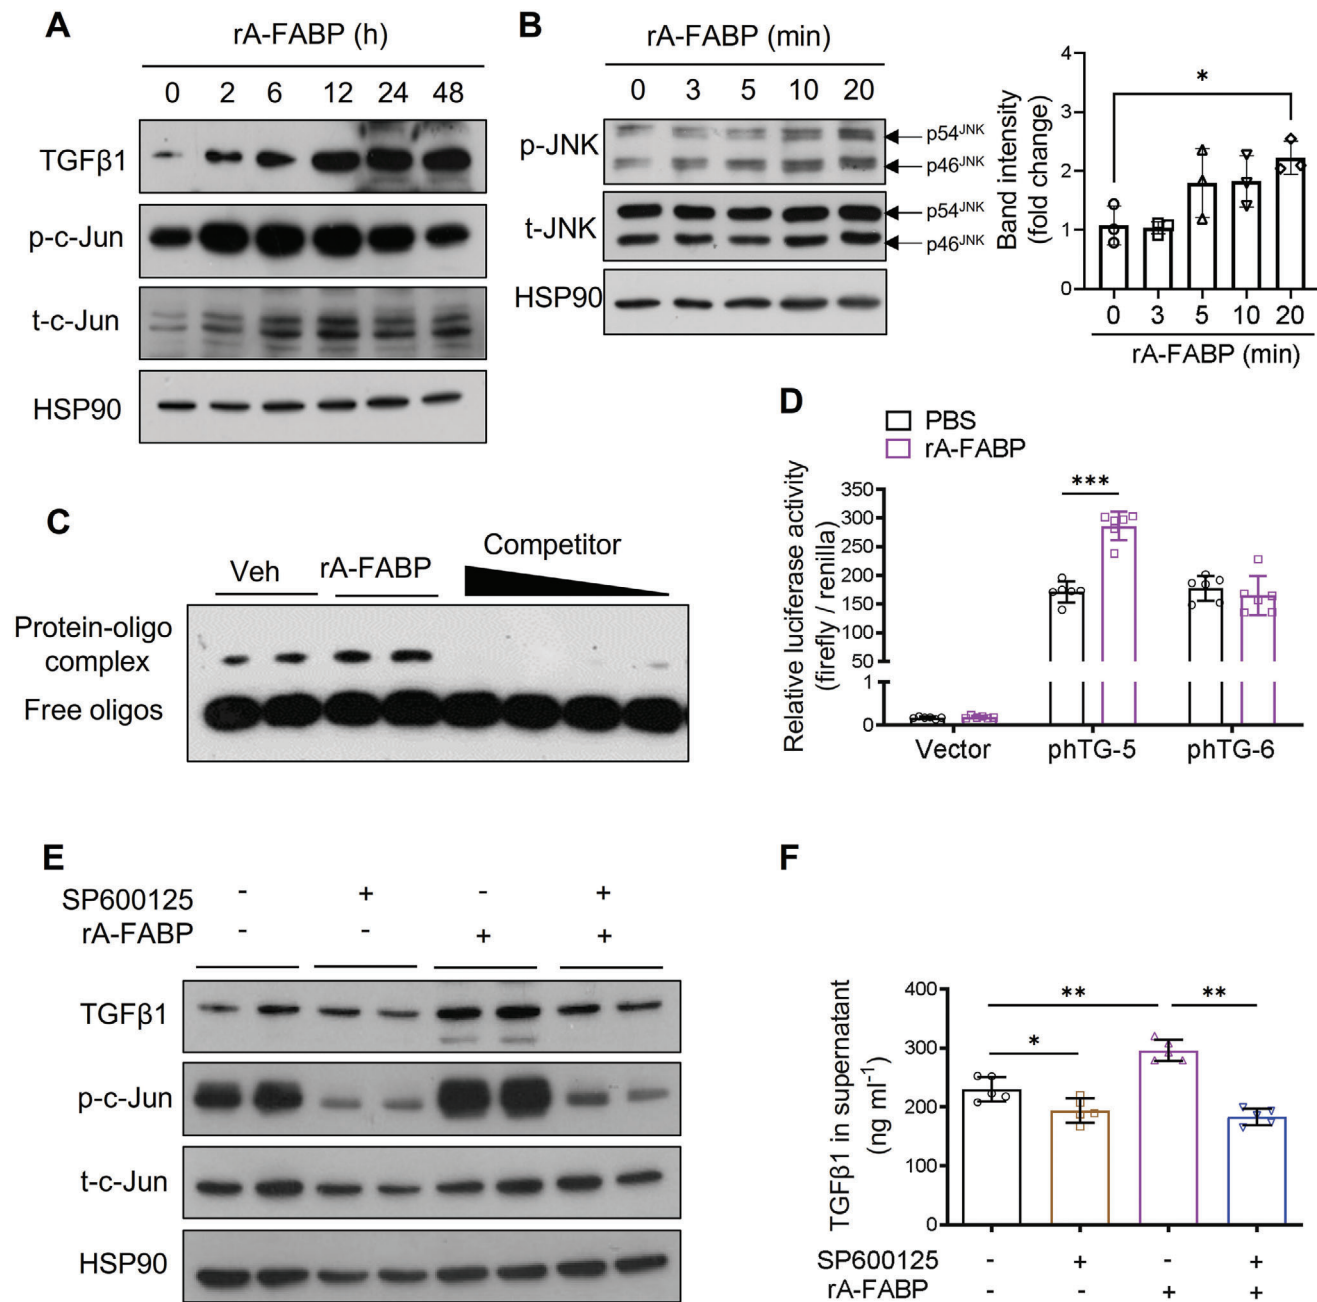 A
rA-FABP (h)
0 2 6 12 24 48
TGFβ1
p-c-Jun
t-c-Jun
HSP90
B
rA-FABP (min)
0 3 5 10 20
p-JNK
p54JNK
p46JNK
t-JNK
p54JNK
p46JNK
HSP90
Band intensity
(fold change)
4
3
2
1
0
*
0 3 5 10 20
rA-FABP (min)
C
Veh rA-FABP Competitor
Protein-oligo
complex
Free oligos
D
PBS
rA-FABP
Relative luciferase activity
(firefly / renilla)
350
300
250
200
150
100
50
1
0
***
Vector phTG-5 phTG-6
E
SP600125 - + - +
rA-FABP - - + +
TGFβ1
p-c-Jun
t-c-Jun
HSP90
F
TGFβ1 in supernatant
(ng ml-1)
400
300
200
100
0
** **
*
SP600125 - + - +
rA-FABP - - + +